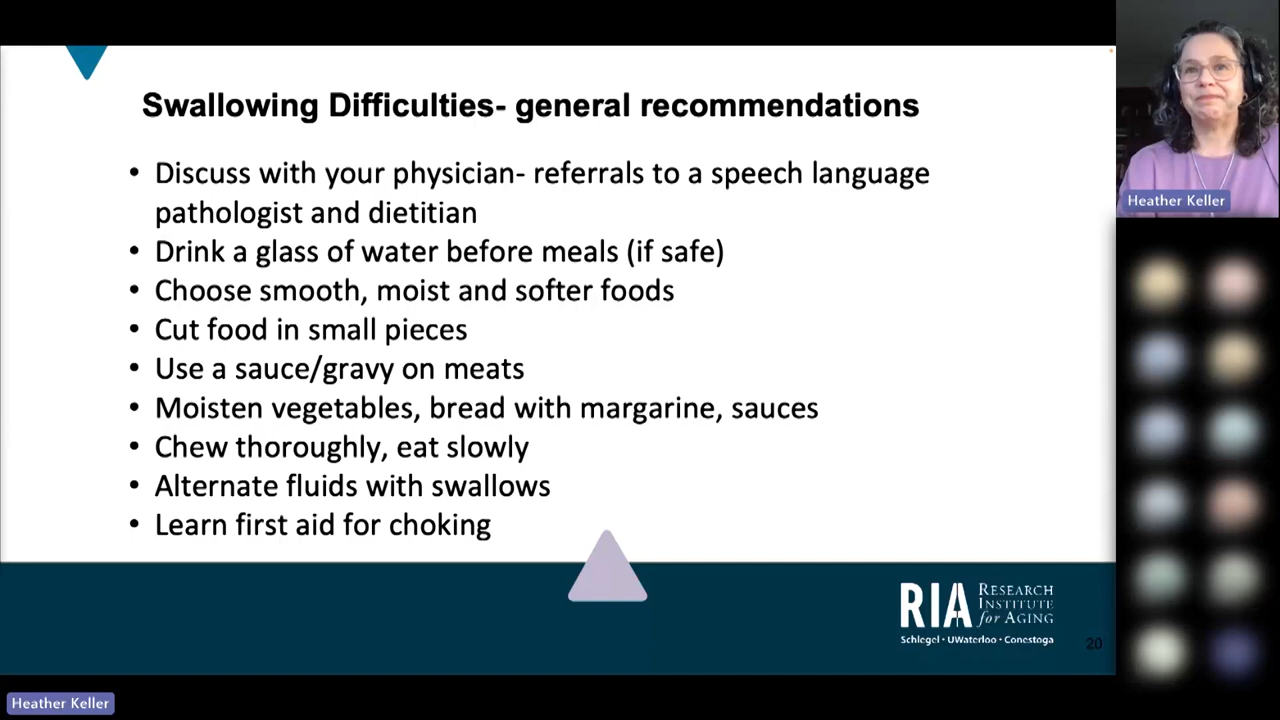 Swallowing Difficulties- general recommendations
• Discuss with your physician- referrals to a speech language
pathologist and dietitian
• Drink a glass of water before meals (if safe)
• Choose smooth, moist and softer foods
• Cut food in small pieces
• Use a sauce/gravy on meats
• Moisten vegetables, bread with margarine, sauces
• Chew thoroughly, eat slowly
• Alternate fluids with swallows
• Learn first aid for choking
RIA
RESEARCH
INSTITUTE
for AGING
Schlegel • UWaterloo • Conestoga
20
Heather Keller
Heather Keller